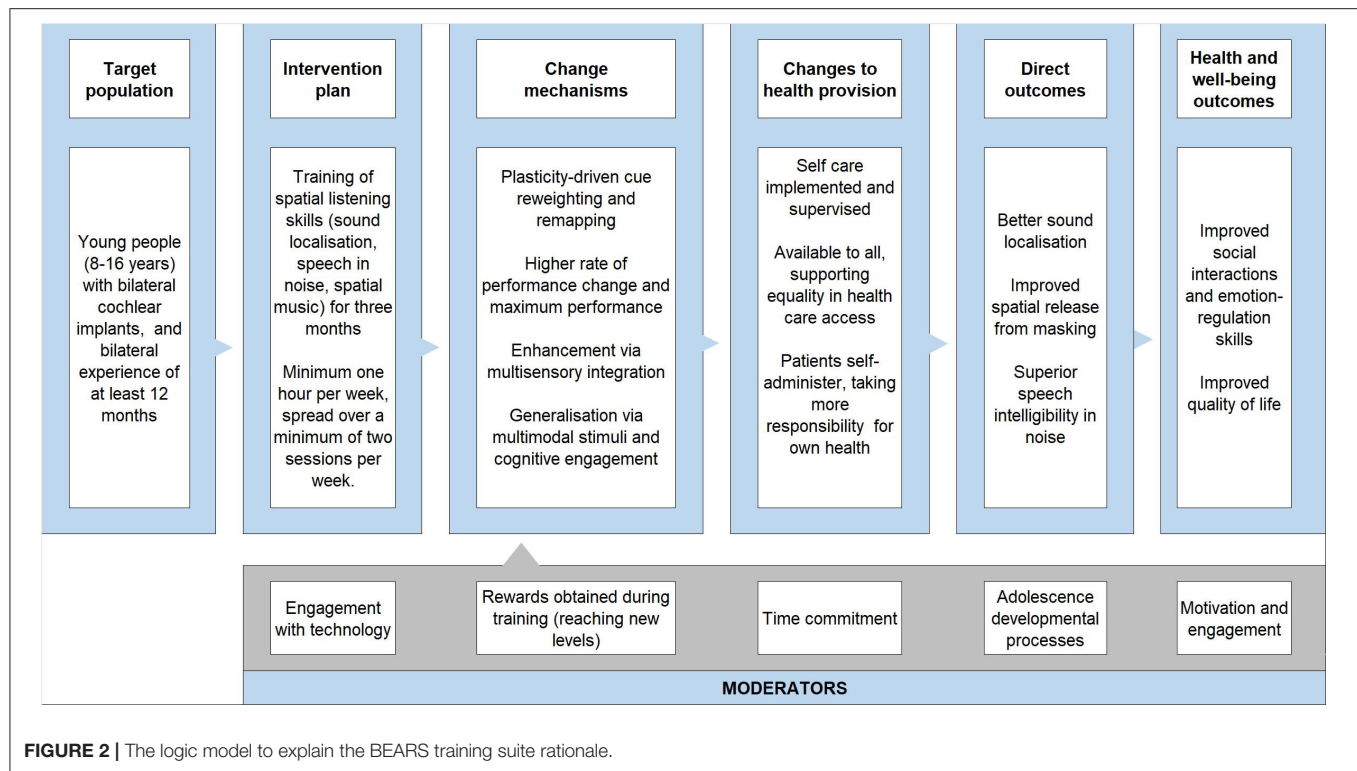 Target
population
Intervention
plan
Change
mechanisms
Changes to
health provision
Direct
outcomes
Health and
well-being
outcomes
Young people
(8-16 years)
with bilateral
cochlear
implants, and
bilateral
experience of
at least 12
months
Training of
spatial listening
skills (sound
localisation,
speech in
noise, spatial
music) for three
months
Minimum one
hour per week,
spread over a
minimum of two
sessions per
week.
Plasticity-driven cue
reweighting and
remapping
Higher rate of
performance change and
maximum performance
Enhancement via
multisensory integration
Generalisation via
multimodal stimuli and
cognitive engagement
Self care
implemented and
supervised
Available to all,
supporting
equality in health
care access
Patients self-
administer, taking
more
responsibility for
own health
Better sound
localisation
Improved
spatial release
from masking
Superior
speech
intelligibility in
noise
Improved
social
interactions
and emotion-
regulation
skills
Improved
quality of life
Engagement
with technology
Rewards obtained during
training (reaching new
levels)
Time commitment
Adolescence
developmental
processes
Motivation and
engagement
MODERATORS
FIGURE 2 | The logic model to explain the BEARS training suite rationale.